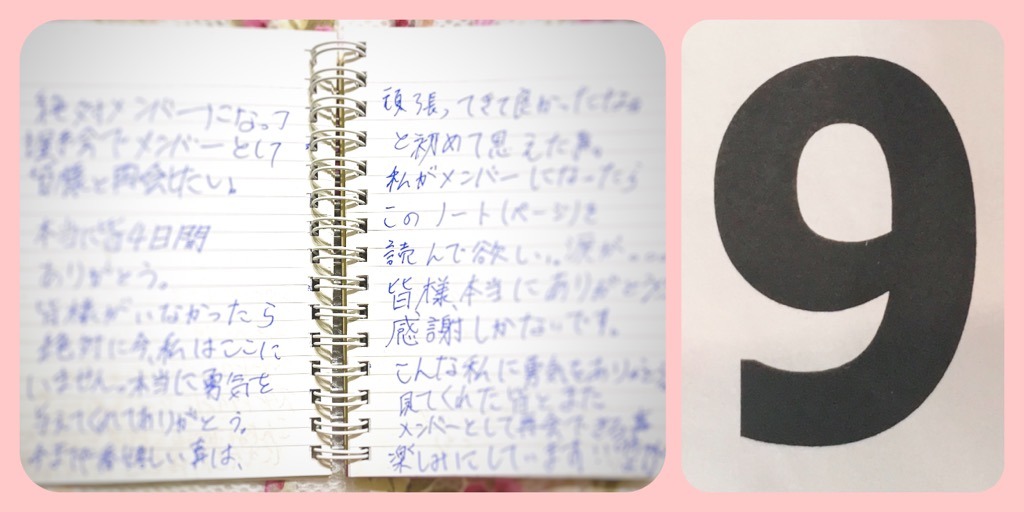 絶対メンバーになって
メンバーとして
皆様と再会したい。
本当に皆4日間
ありがとう。
皆様がいなかったら
絶対に今、私はここに
いません。本当に勇気を
与えてくれてありがとう。
嬉しい事は、
頑張ってきて良かったな。
と初めて思えた事。
私がメンバーになったら
このノート(ページ)を
読んで欲しい。涙が....
皆様、本当にありがとう
感謝しかないです。
こんな私に勇気をありがとう
見てくれた皆とまた
メンバーとして再会できる事
楽しみにしています
9